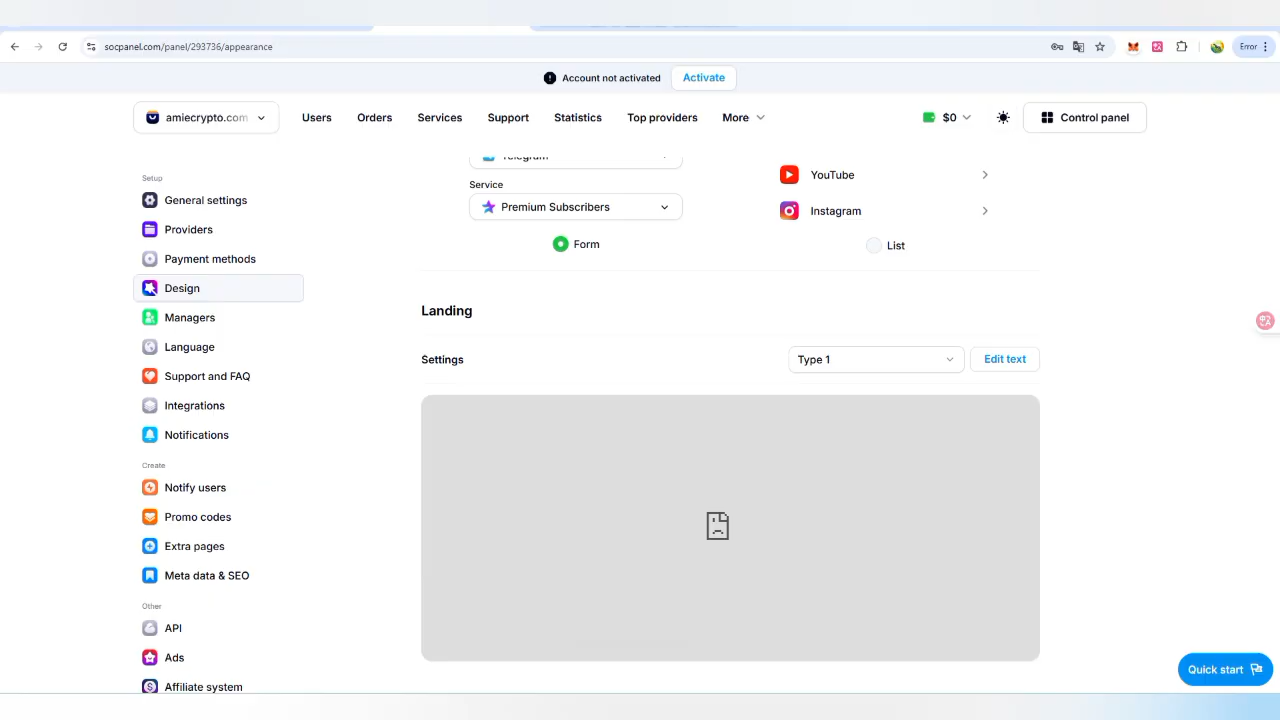 socpanel.com/panel/293736/appearance
Error
Account not activated
Activate
amiecrypto.com
Users
Orders
Services
Support
Statistics
Top providers
More
$0
Control panel
Setup
General settings
Providers
Payment methods
Design
Managers
Language
Support and FAQ
Integrations
Notifications
Create
Notify users
Promo codes
Extra pages
Meta data & SEO
Other
API
Ads
Affiliate system
Telegram
Service
Premium Subscribers
Form
YouTube
Instagram
List
Landing
Settings
Type 1
Edit text
Quick start